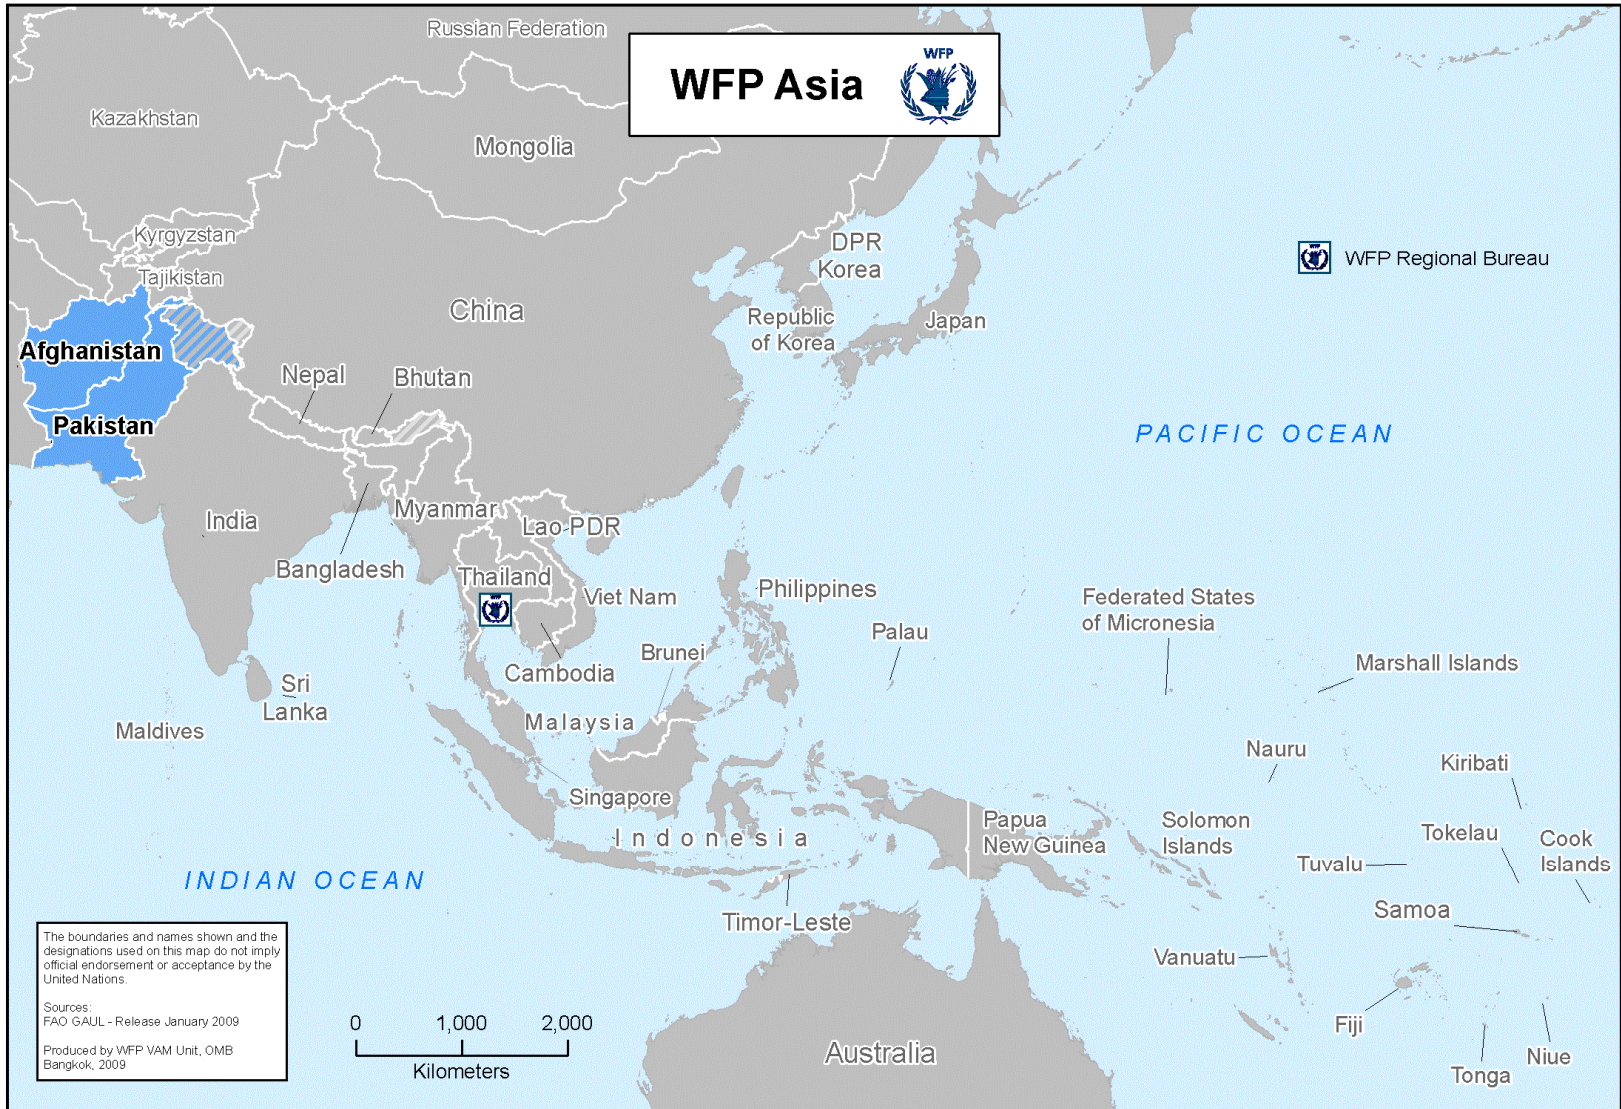 Russian Federation
WFP Asia
WFP
Kazakhstan
Mongolia
Kyrgyzstan
Tajikistan
DPR
Korea
WFP Regional Bureau
China
Republic
of Korea
Japan
Afghanistan
Nepal
Bhutan
Pakistan
PACIFIC OCEAN
India
Myanmar
Lao PDR
Bangladesh
Thailand
WFP
Viet Nam
Philippines
Federated States
of Micronesia
Palau
Cambodia
Brunei
Marshall Islands
Sri
Lanka
Maldives
Malaysia
Nauru
Kiribati
Singapore
Indonesia
Papua
New Guinea
Solomon
Islands
Tokelau
Cook
Islands
Tuvalu
INDIAN OCEAN
Samoa
Timor-Leste
Vanuatu
Fiji
Niue
Tonga
Australia
The boundaries and names shown and the
designations used on this map do not imply
official endorsement or acceptance by the
United Nations.
Sources:
FAO GAUL - Release January 2009
Produced by WFP VAM Unit, OMB
Bangkok, 2009
0 1,000 2,000
Kilometers